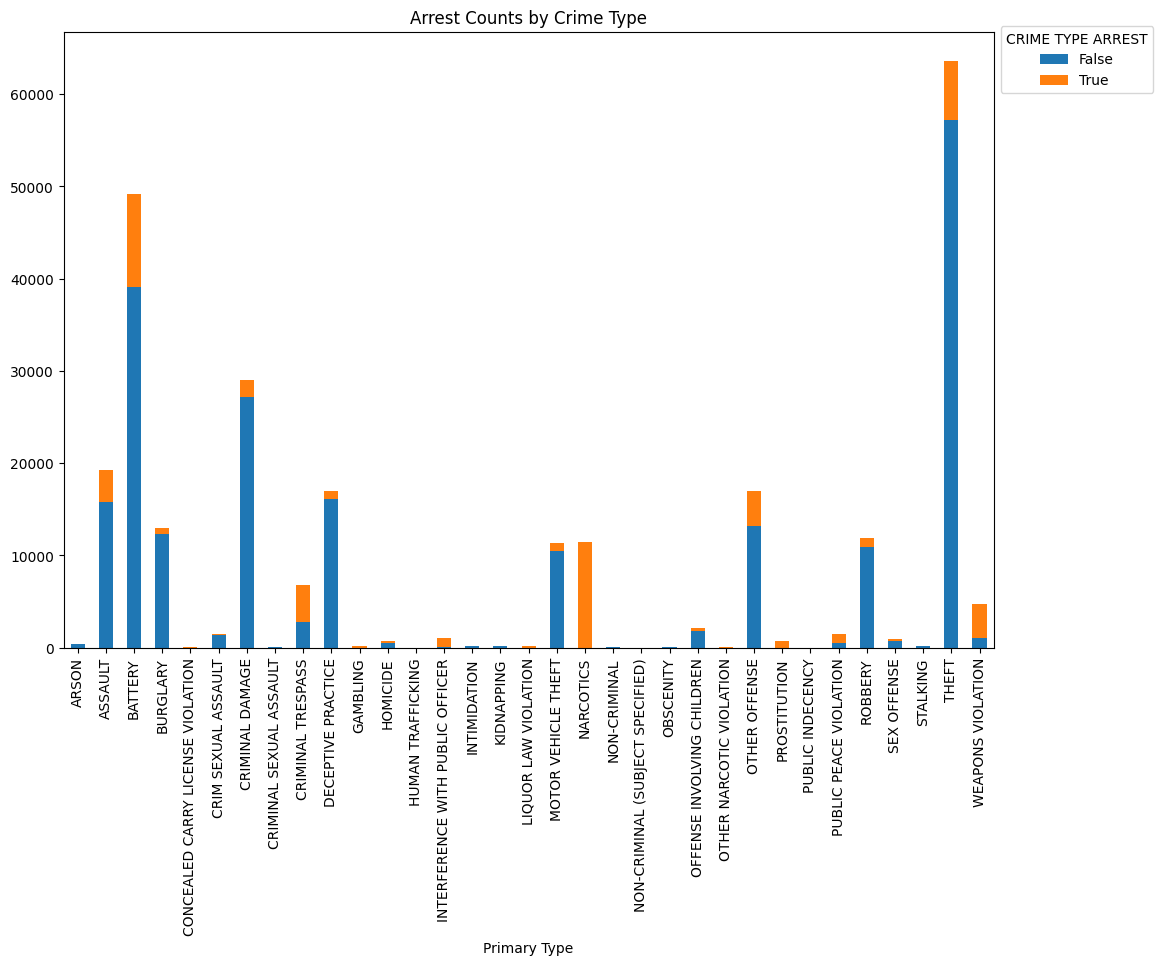 Arrest Counts by Crime Type
CRIME TYPE ARREST
False
True
60000
50000
40000
30000
20000
10000
0
ARSON
ASSAULT
BATTERY
BURGLARY
CONCEALED CARRY LICENSE VIOLATION
CRIM SEXUAL ASSAULT
CRIMINAL DAMAGE
CRIMINAL SEXUAL ASSAULT
CRIMINAL TRESPASS
DECEPTIVE PRACTICE
GAMBLING
HOMICIDE
HUMAN TRAFFICKING
INTERFERENCE WITH PUBLIC OFFICER
INTIMIDATION
KIDNAPPING
LIQUOR LAW VIOLATION
MOTOR VEHICLE THEFT
NARCOTICS
NON-CRIMINAL
NON-CRIMINAL (SUBJECT SPECIFIED)
OBSCENITY
OFFENSE INVOLVING CHILDREN
OTHER NARCOTIC VIOLATION
OTHER OFFENSE
PROSTITUTION
PUBLIC INDECENCY
PUBLIC PEACE VIOLATION
ROBBERY
SEX OFFENSE
STALKING
THEFT
WEAPONS VIOLATION
Primary Type